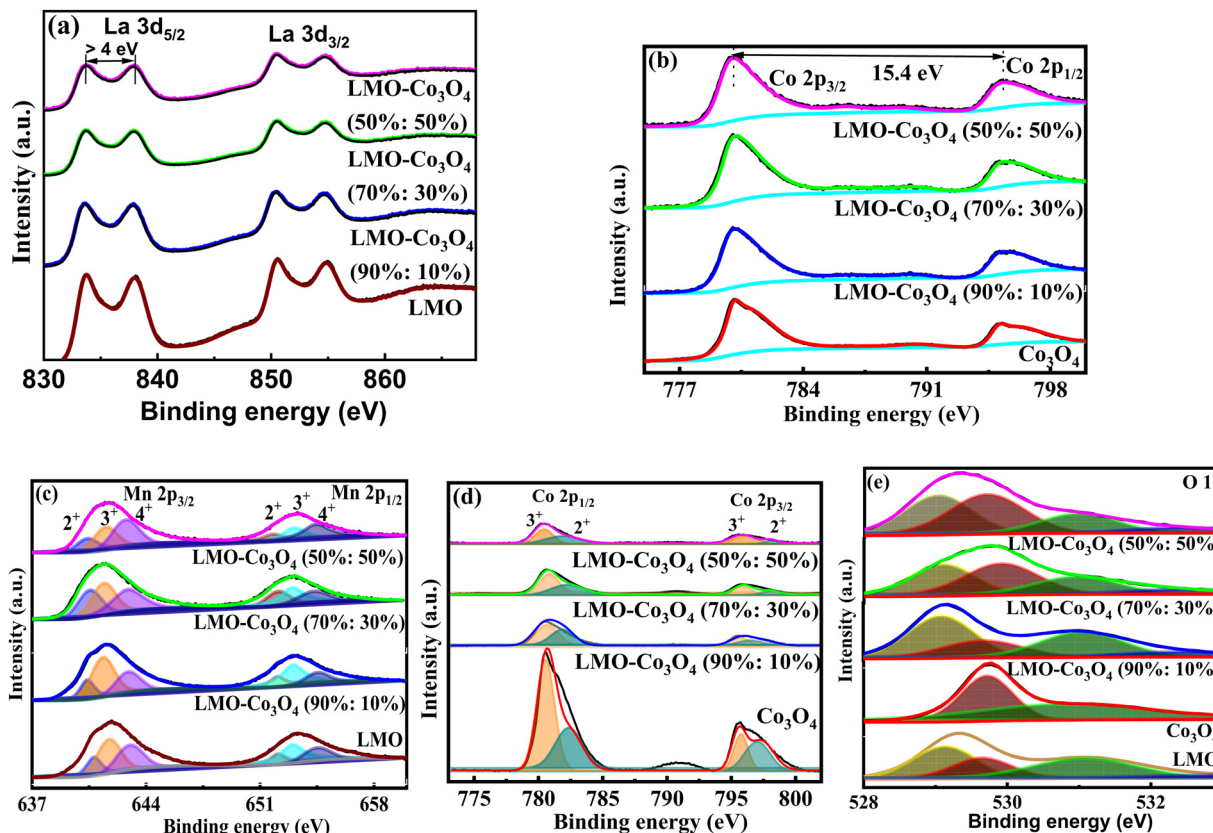 (a)
La 3d5/2
La 3d3/2
> 4 eV
LMO-Co3O4
(50%: 50%)
LMO-Co3O4
(70%: 30%)
LMO-Co3O4
(90%: 10%)
LMO
Intensity (a.u.)
830 840 850 860
Binding energy (eV)
(b)
15.4 eV
Co 2p3/2
Co 2p1/2
LMO-Co3O4 (50%: 50%)
LMO-Co3O4 (70%: 30%)
LMO-Co3O4 (90%: 10%)
Co3O4
Intensity (a.u.)
777 784 791 798
Binding energy (eV)
(c)
Mn 2p3/2
Mn 2p1/2
2+ 3+ 4+
2+ 3+ 4+
LMO-Co3O4 (50%: 50%)
LMO-Co3O4 (70%: 30%)
LMO-Co3O4 (90%: 10%)
LMO
Intensity (a.u.)
637 644 651 658
Binding energy (eV)
(d)
Co 2p1/2
Co 2p3/2
3+ 2+
3+ 2+
LMO-Co3O4 (50%: 50%)
LMO-Co3O4 (70%: 30%)
LMO-Co3O4 (90%: 10%)
Co3O4
Intensity (a.u.)
775 780 785 790 795 800
Binding energy (eV)
(e)
O 1
LMO-Co3O4 (50%: 50%
LMO-Co3O4 (70%: 30%
LMO-Co3O4 (90%: 10%
Co3O
LMO
Intensity (a.u.)
528 530 532
Binding energy (eV)